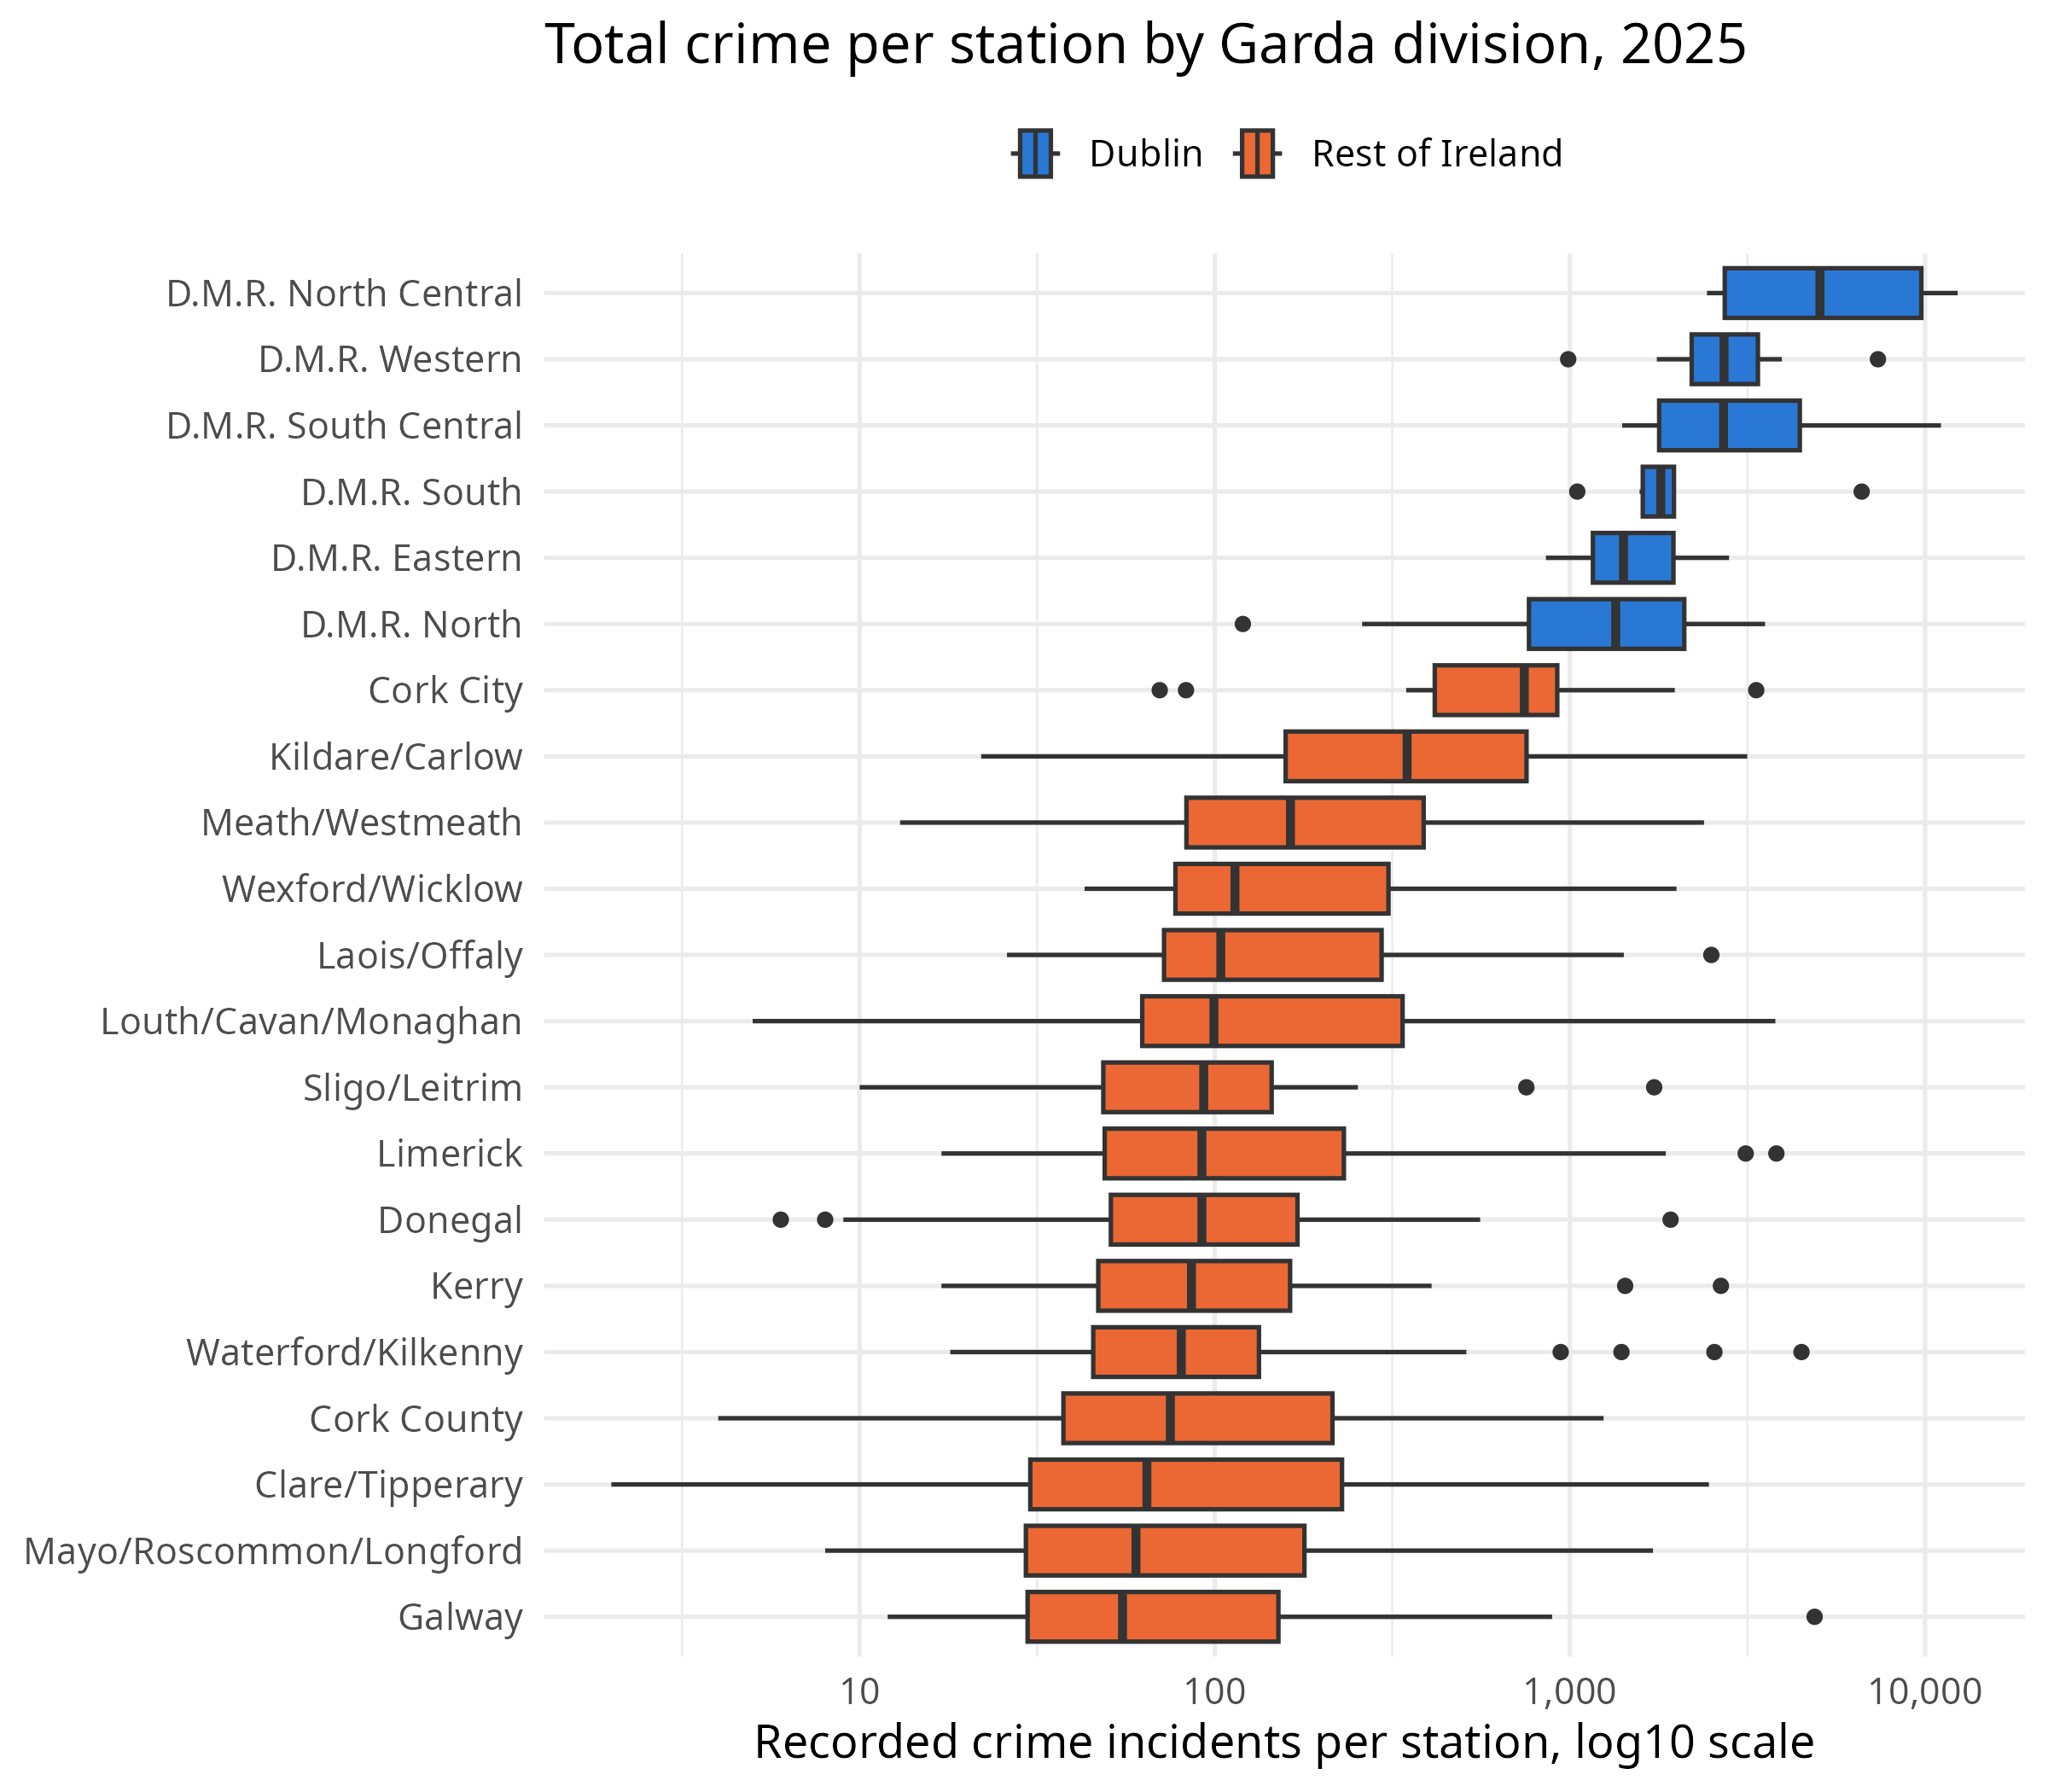 Total crime per station by Garda division, 2025
Dublin
Rest of Ireland
D.M.R. North Central
D.M.R. Western
D.M.R. South Central
D.M.R. South
D.M.R. Eastern
D.M.R. North
Cork City
Kildare/Carlow
Meath/Westmeath
Wexford/Wicklow
Laois/Offaly
Louth/Cavan/Monaghan
Sligo/Leitrim
Limerick
Donegal
Kerry
Waterford/Kilkenny
Cork County
Clare/Tipperary
Mayo/Roscommon/Longford
Galway
10
100
1,000
10,000
Recorded crime incidents per station, log10 scale